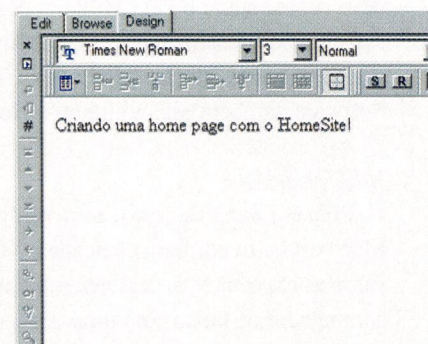 Edit Browse Design
Times New Roman 3 Normal
S R
#
Criando uma home page com o HomeSite!